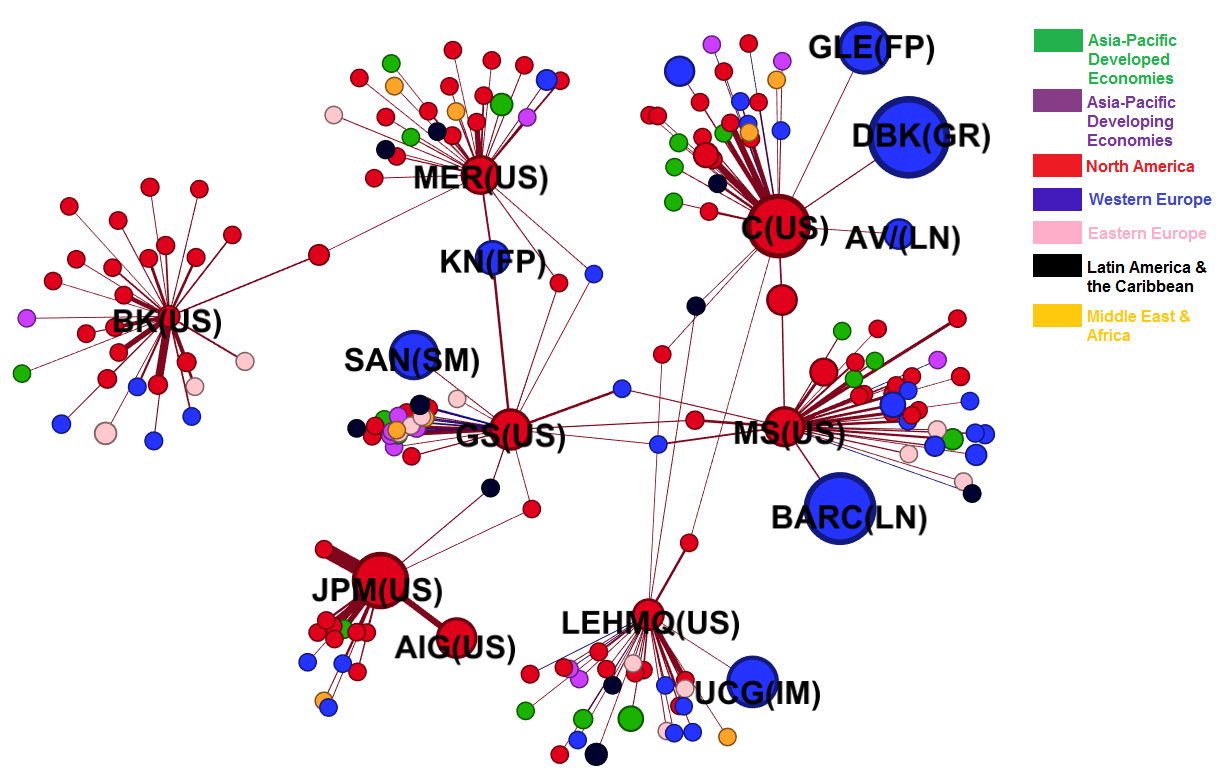 GLE(FP)
DBK(GR)
MER(US)
C(US)
AV/(LN)
KN(FP)
BK(US)
SAN(SM)
GS(US)
MS(US)
BARC(LN)
JPM(US)
AIG(US)
LEHMQ(US)
UCG(IM)
Asia-Pacific
Developed
Economies
Asia-Pacific
Developing
Economies
North America
Western Europe
Eastern Europe
Latin America &
the Caribbean
Middle East &
Africa